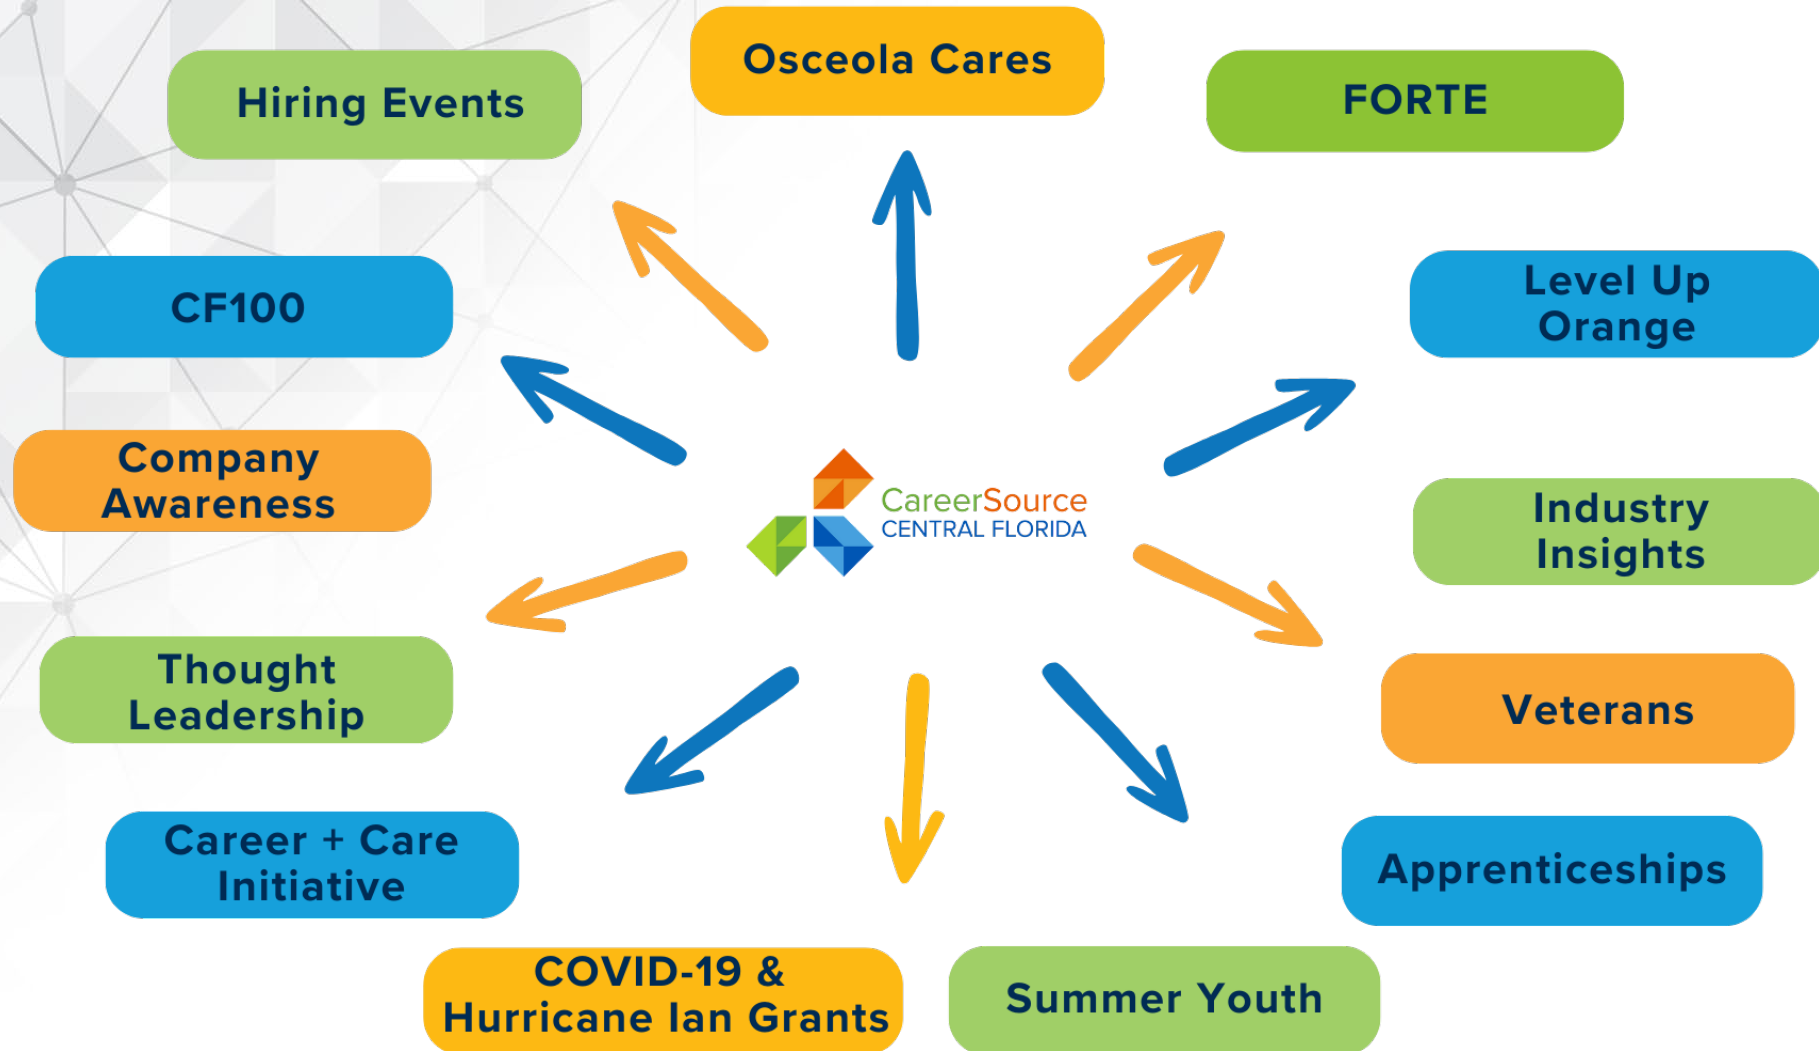 Osceola Cares
Hiring Events
FORTE
CF100
Level Up
Orange
Company
Awareness
CareerSource
CENTRAL FLORIDA
Industry
Insights
Thought
Leadership
Veterans
Career + Care
Initiative
Apprenticeships
COVID-19 &
Hurricane Ian Grants
Summer Youth